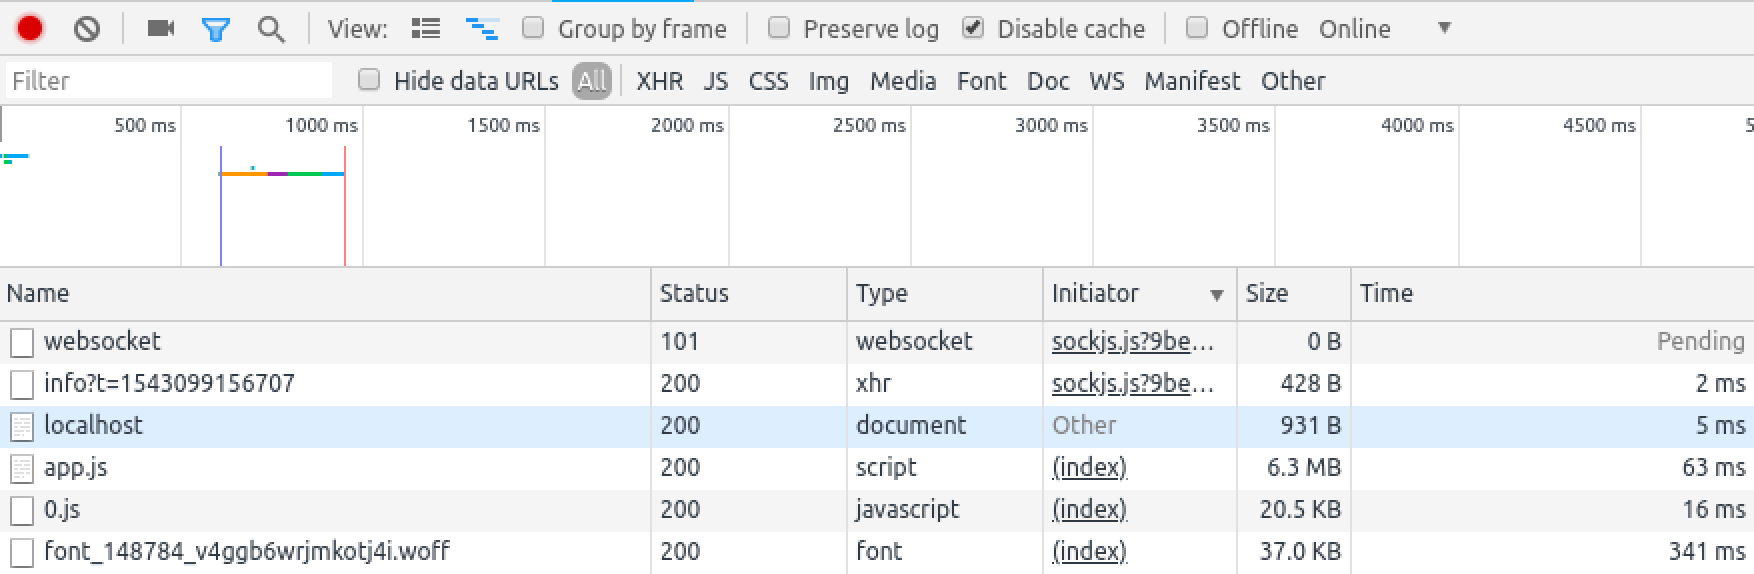 View: Group by frame Preserve log Disable cache Offline Online
Filter Hide data URLs All XHR JS CSS Img Media Font Doc WS Manifest Other
500 ms 1000 ms 1500 ms 2000 ms 2500 ms 3000 ms 3500 ms 4000 ms 4500 ms 5
Name Status Type Initiator Size Time
websocket 101 websocket sockjs.js?9be... 0 B Pending
info?t=1543099156707 200 xhr sockjs.js?9be... 428 B 2 ms
localhost 200 document Other 931 B 5 ms
app.js 200 script (index) 6.3 MB 63 ms
0.js 200 javascript (index) 20.5 KB 16 ms
font_148784_v4ggb6wrjmkotj4i.woff 200 font (index) 37.0 KB 341 ms